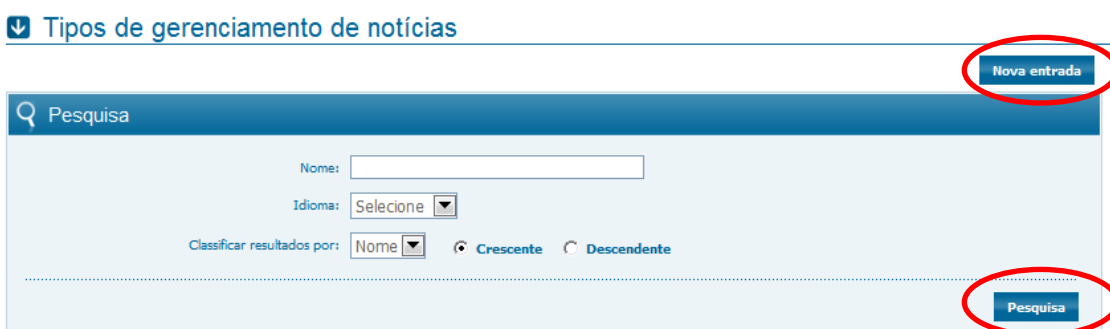 Tipos de gerenciamento de notícias
Nova entrada
Pesquisa
Nome:
Idioma: Selecione
Classificar resultados por: Nome Crescente Descendente
Pesquisa